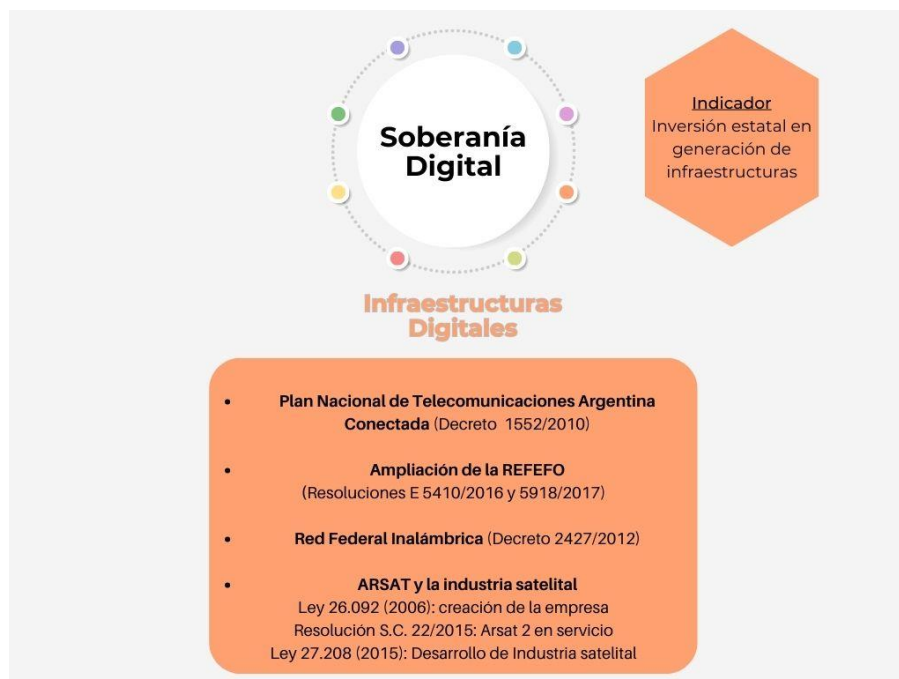 Soberanía
Digital
Indicador
Inversión estatal en
generación de
infraestructuras
Infraestructuras
Digitales
• Plan Nacional de Telecomunicaciones Argentina
Conectada (Decreto 1552/2010)
• Ampliación de la REFEFO
(Resoluciones E 5410/2016 y 5918/2017)
• Red Federal Inalámbrica (Decreto 2427/2012)
• ARSAT y la industria satelital
Ley 26.092 (2006): creación de la empresa
Resolución S.C. 22/2015: Arsat 2 en servicio
Ley 27.208 (2015): Desarrollo de Industria satelital